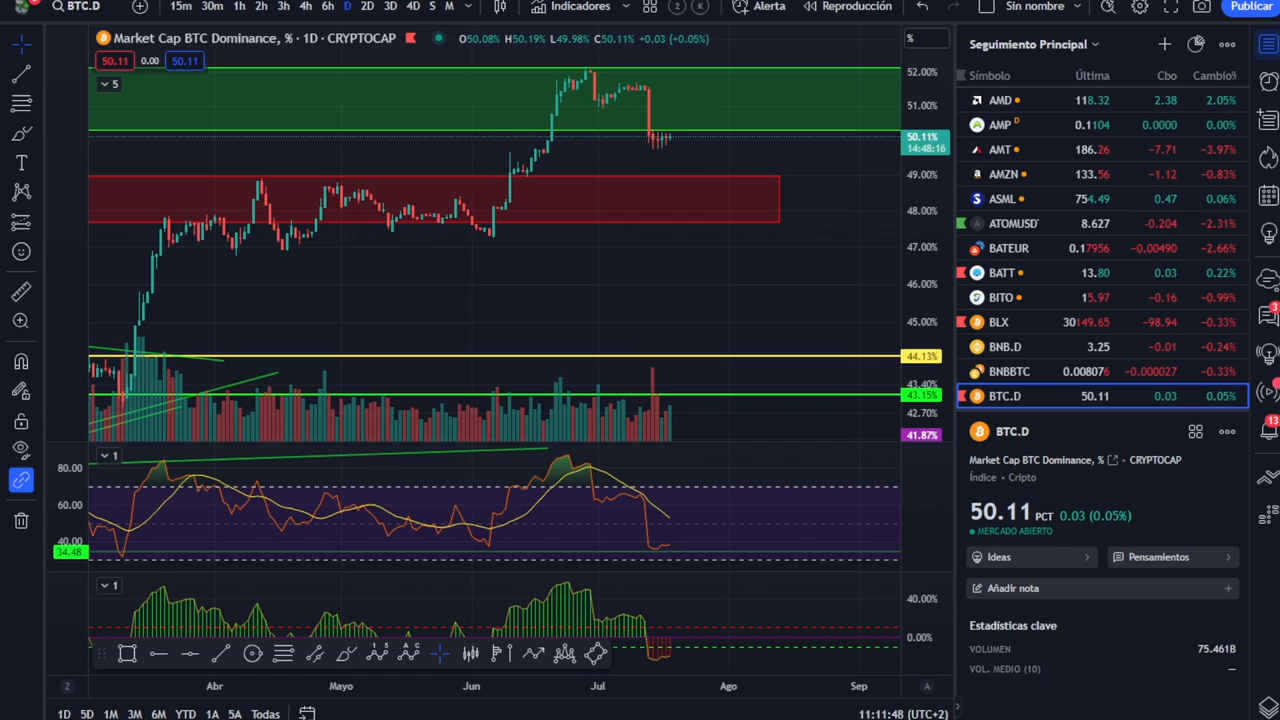 BTC.D 15m 30m 1h 2h 3h 4h 6h D 2D 3D 4D S M Indicadores 2 K Alerta Reproducción Sin nombre Publicar
Market Cap BTC Dominance, % · 1D · CRYPTOCAP O50.08% H50.19% L49.98% C50.11% +0.03 (+0.05%)
50.11 0.00 50.11
5
%
52.00%
51.00%
50.11%
14:48:16
49.00%
48.00%
47.00%
46.00%
45.00%
44.13%
43.40%
43.15%
42.70%
41.87%
1
80.00
60.00
40.00
34.48
1
40.00%
0.00%
Z Abr Mayo Jun Jul Ago Sep A
1D 5D 1M 3M 6M YTD 1A 5A Todas 11:11:48 (UTC+2)
Seguimiento Principal
Símbolo Última Cbo Cambio%
AMD 118.32 2.38 2.05%
AMP D 0.1104 0.0000 0.00%
AMT 186.26 -7.71 -3.97%
AMZN 133.56 -1.12 -0.83%
ASML 754.49 0.47 0.06%
ATOMUSD 8.627 -0.204 -2.31%
BATEUR 0.17956 -0.00490 -2.66%
BATT 13.80 0.03 0.22%
BITO 15.97 -0.16 -0.99%
BLX 30149.65 -98.94 -0.33%
BNB.D 3.25 -0.01 -0.24%
BNBBTC 0.008076 -0.000027 -0.33%
BTC.D 50.11 0.03 0.05%
BTC.D
Market Cap BTC Dominance, % · CRYPTOCAP
Índice · Cripto
50.11 PCT 0.03 (0.05%)
MERCADO ABIERTO
Ideas Pensamientos
Añadir nota
Estadísticas clave
VOLUMEN 75.461B
VOL. MEDIO (10) —
3
13